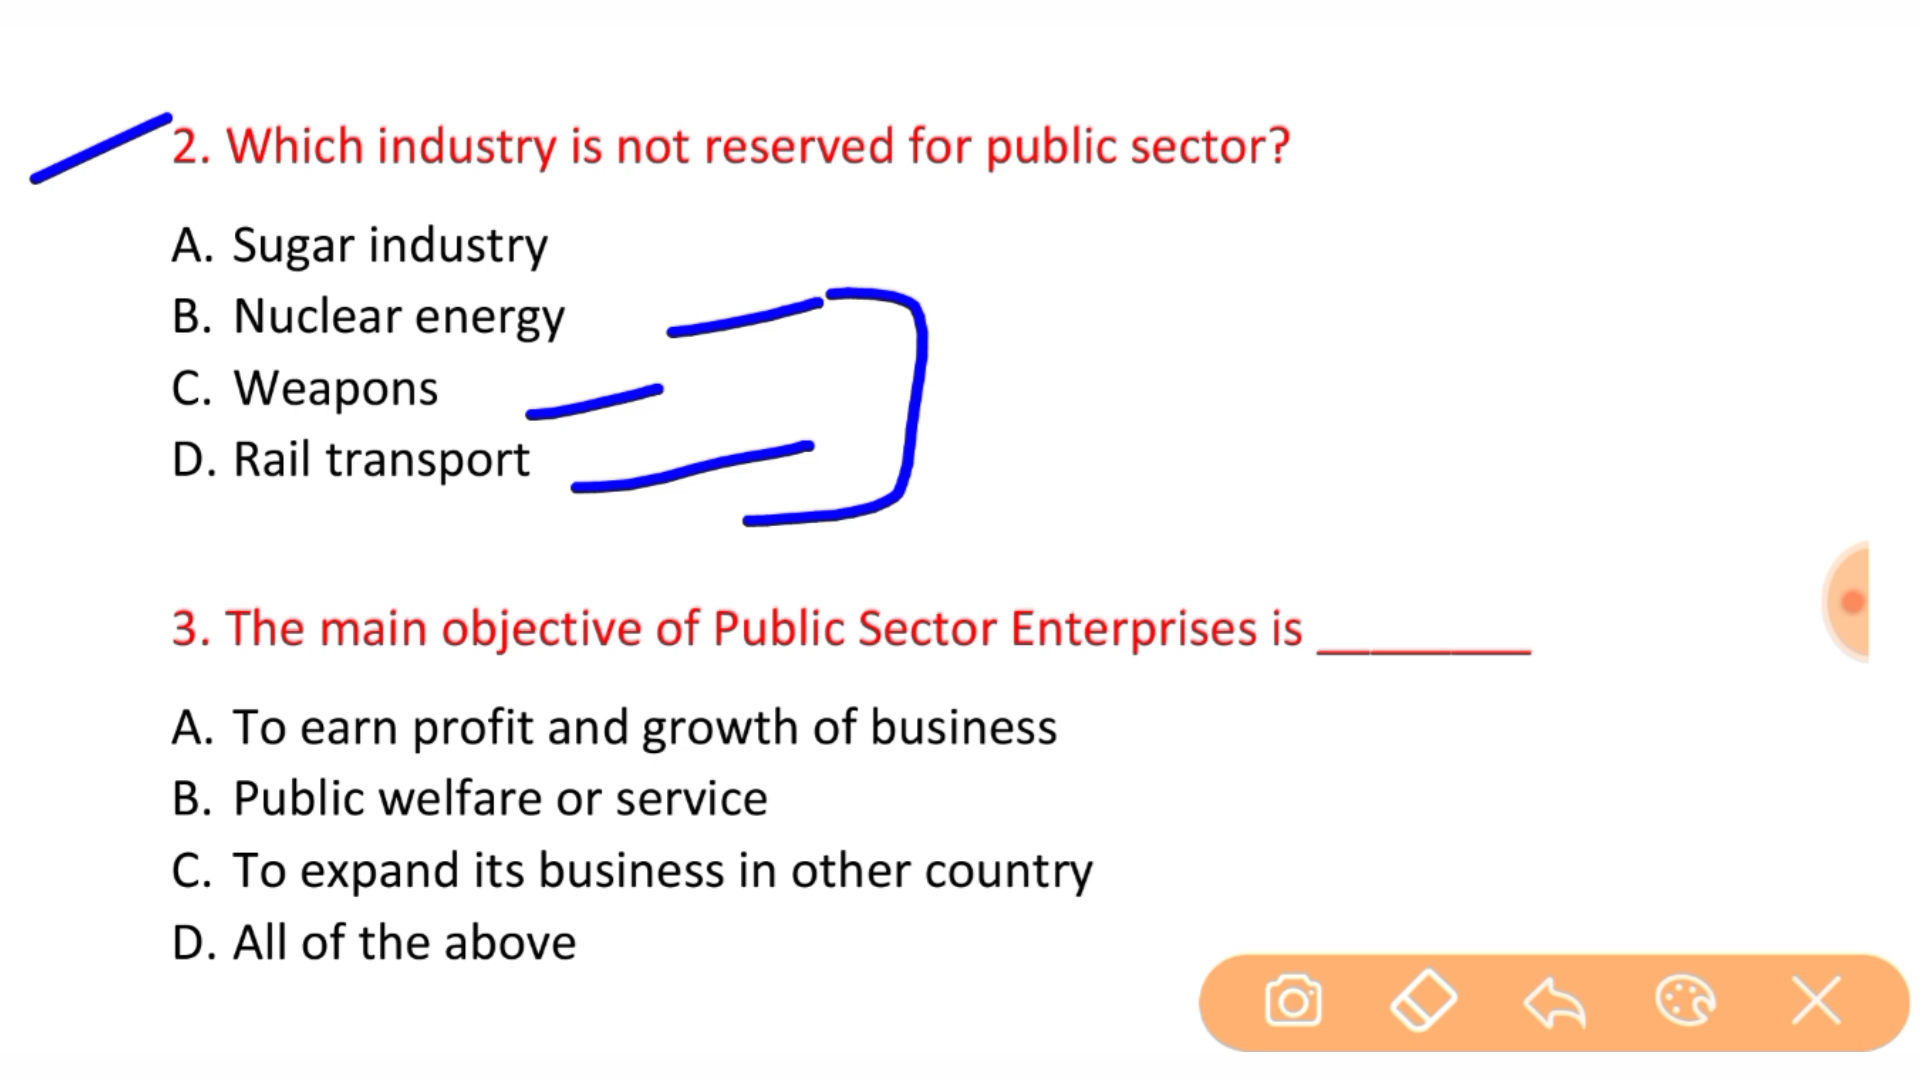 2. Which industry is not reserved for public sector?
A. Sugar industry
B. Nuclear energy
C. Weapons
D. Rail transport
3. The main objective of Public Sector Enterprises is ________
A. To earn profit and growth of business
B. Public welfare or service
C. To expand its business in other country
D. All of the above